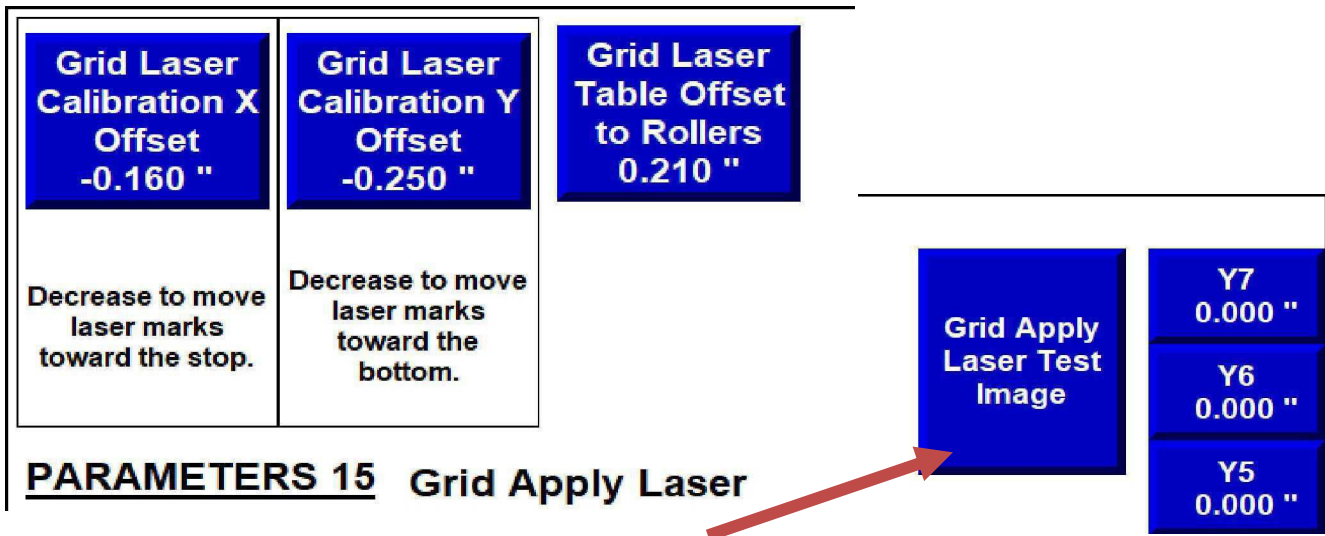 Grid Laser
Calibration X
Offset
-0.160 "
Grid Laser
Calibration Y
Offset
-0.250 "
Grid Laser
Table Offset
to Rollers
0.210 "
Decrease to move
laser marks
toward the stop.
Decrease to move
laser marks
toward the
bottom.
PARAMETERS 15 Grid Apply Laser
Grid Apply
Laser Test
Image
Y7
0.000 "
Y6
0.000 "
Y5
0.000 "